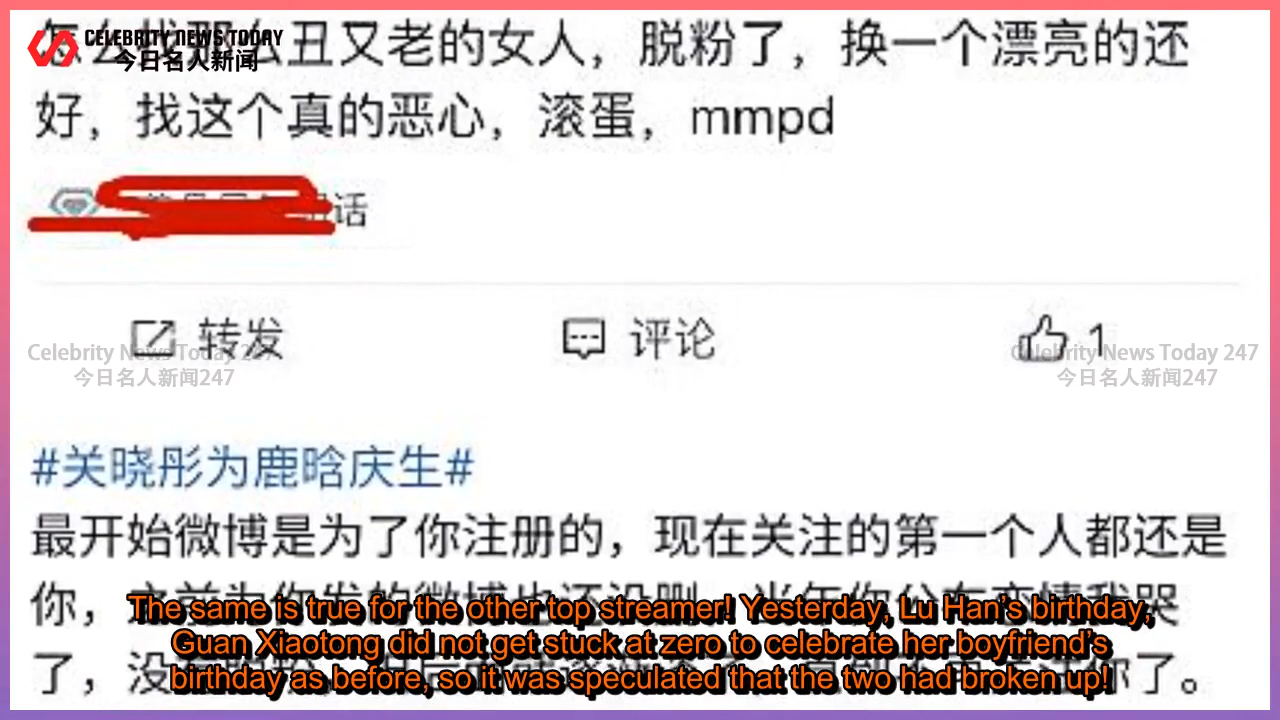 CELEBRITY NEWS TODAY
今日名人新闻
丑又老的女人，脱粉了，换一个漂亮的还
好，找这个真的恶心，滚蛋，mmpd
话
转发 评论 1
Celebrity News Today 247
今日名人新闻247
Celebrity News Today 247
今日名人新闻247
#关晓彤为鹿晗庆生#
最开始微博是为了你注册的，现在关注的第一个人都还是
你，
了，没
你了。
The same is true for the other top streamer! Yesterday, Lu Han's birthday,
Guan Xiaotong did not get stuck at zero to celebrate her boyfriend's
birthday as before, so it was speculated that the two had broken up!